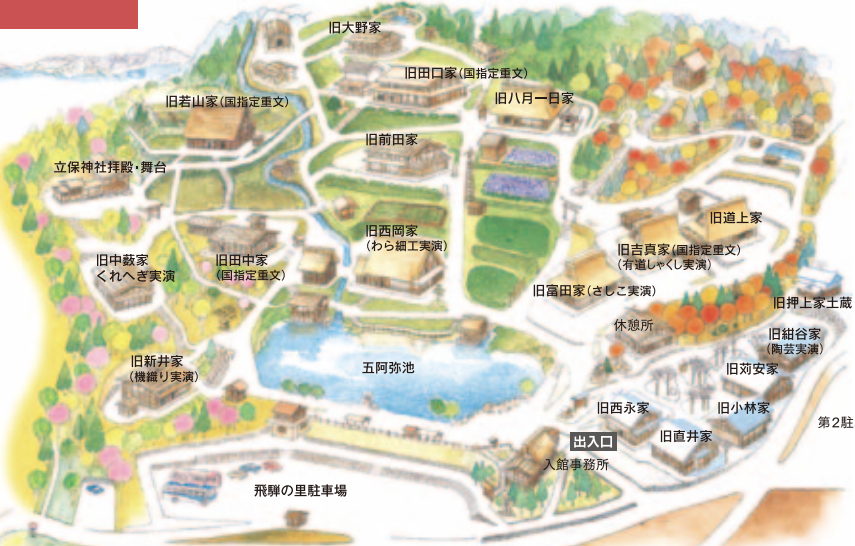 旧大野家
旧田口家(国指定重文)
旧八月一日家
旧若山家(国指定重文)
旧前田家
立保神社拝殿・舞台
旧道上家
旧西岡家
(わら細工実演)
旧吉真家(国指定重文)
(有道しゃくし実演)
旧中薮家
くれへぎ実演
旧田中家
(国指定重文)
旧富田家(さしこ実演)
旧押上家土蔵
休憩所
旧紺谷家
(陶芸実演)
旧新井家
(機織り実演)
五阿弥池
旧苅安家
旧西永家
旧小林家
第2駐
出入口
旧直井家
入館事務所
飛騨の里駐車場